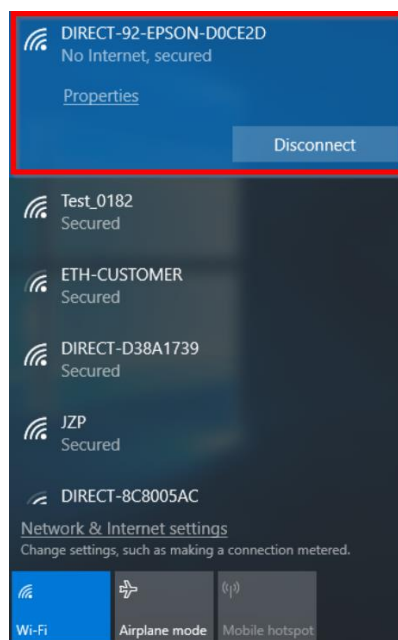 DIRECT-92-EPSON-D0CE2D
No Internet, secured
Properties
Disconnect
Test_0182
Secured
ETH-CUSTOMER
Secured
DIRECT-D38A1739
Secured
JZP
Secured
DIRECT-8C8005AC
Network & Internet settings
Change settings, such as making a connection metered.
Wi-Fi
Airplane mode
Mobile hotspot